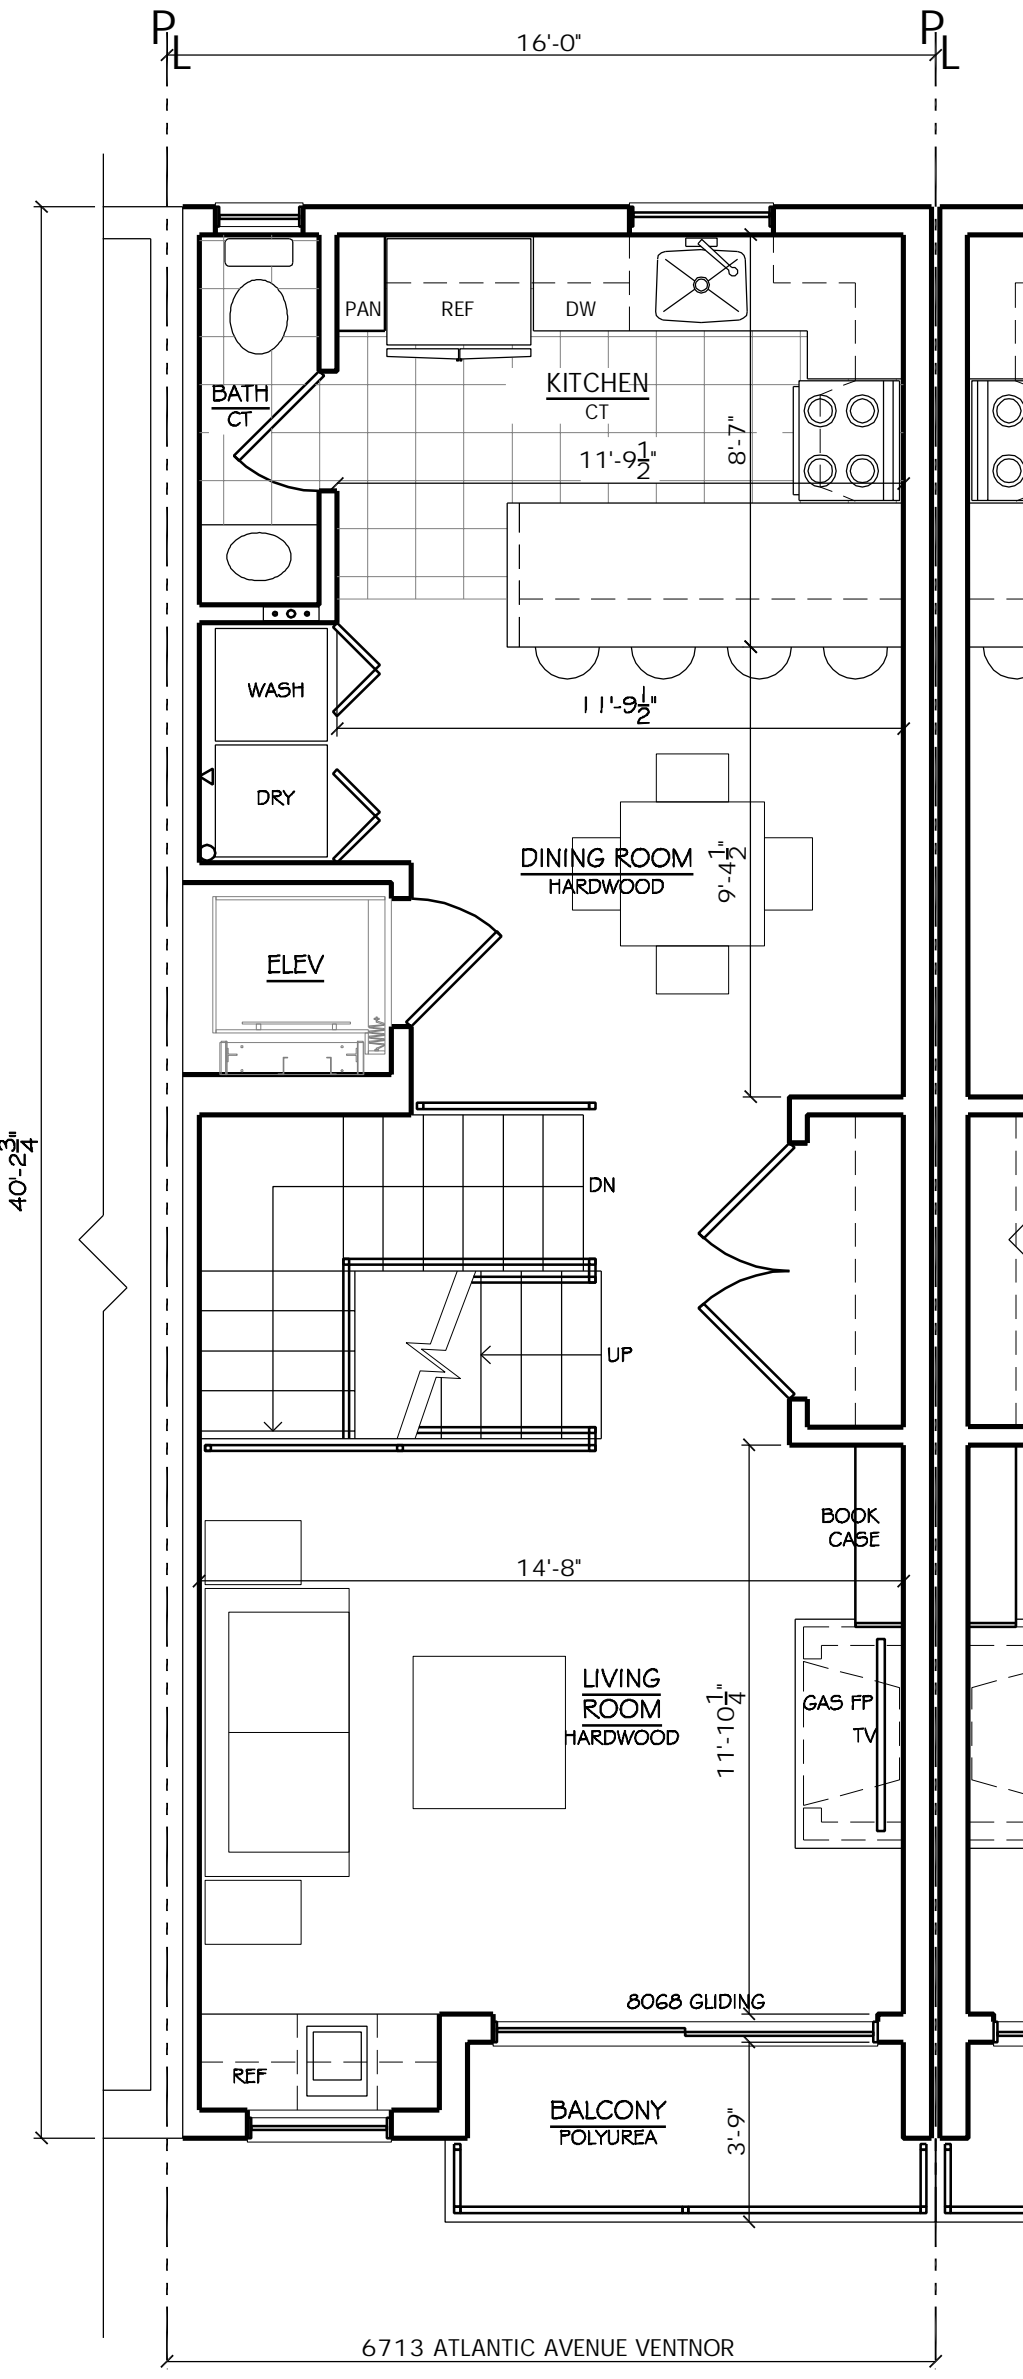 PL
PL
16'-0"
PAN
REF
DW
BATH
CT
KITCHEN
CT
8'-7"
11'-9 1/2"
WASH
11'-9 1/2"
DRY
DINING ROOM
HARDWOOD
9'-4 1/2"
ELEV
40'-2 3/4"
DN
UP
BOOK
CASE
14'-8"
LIVING
ROOM
HARDWOOD
11'-10 1/4"
GAS FP
TV
8068 GLIDING
REF
BALCONY
POLYUREA
3'-9"
6713 ATLANTIC AVENUE VENTNOR